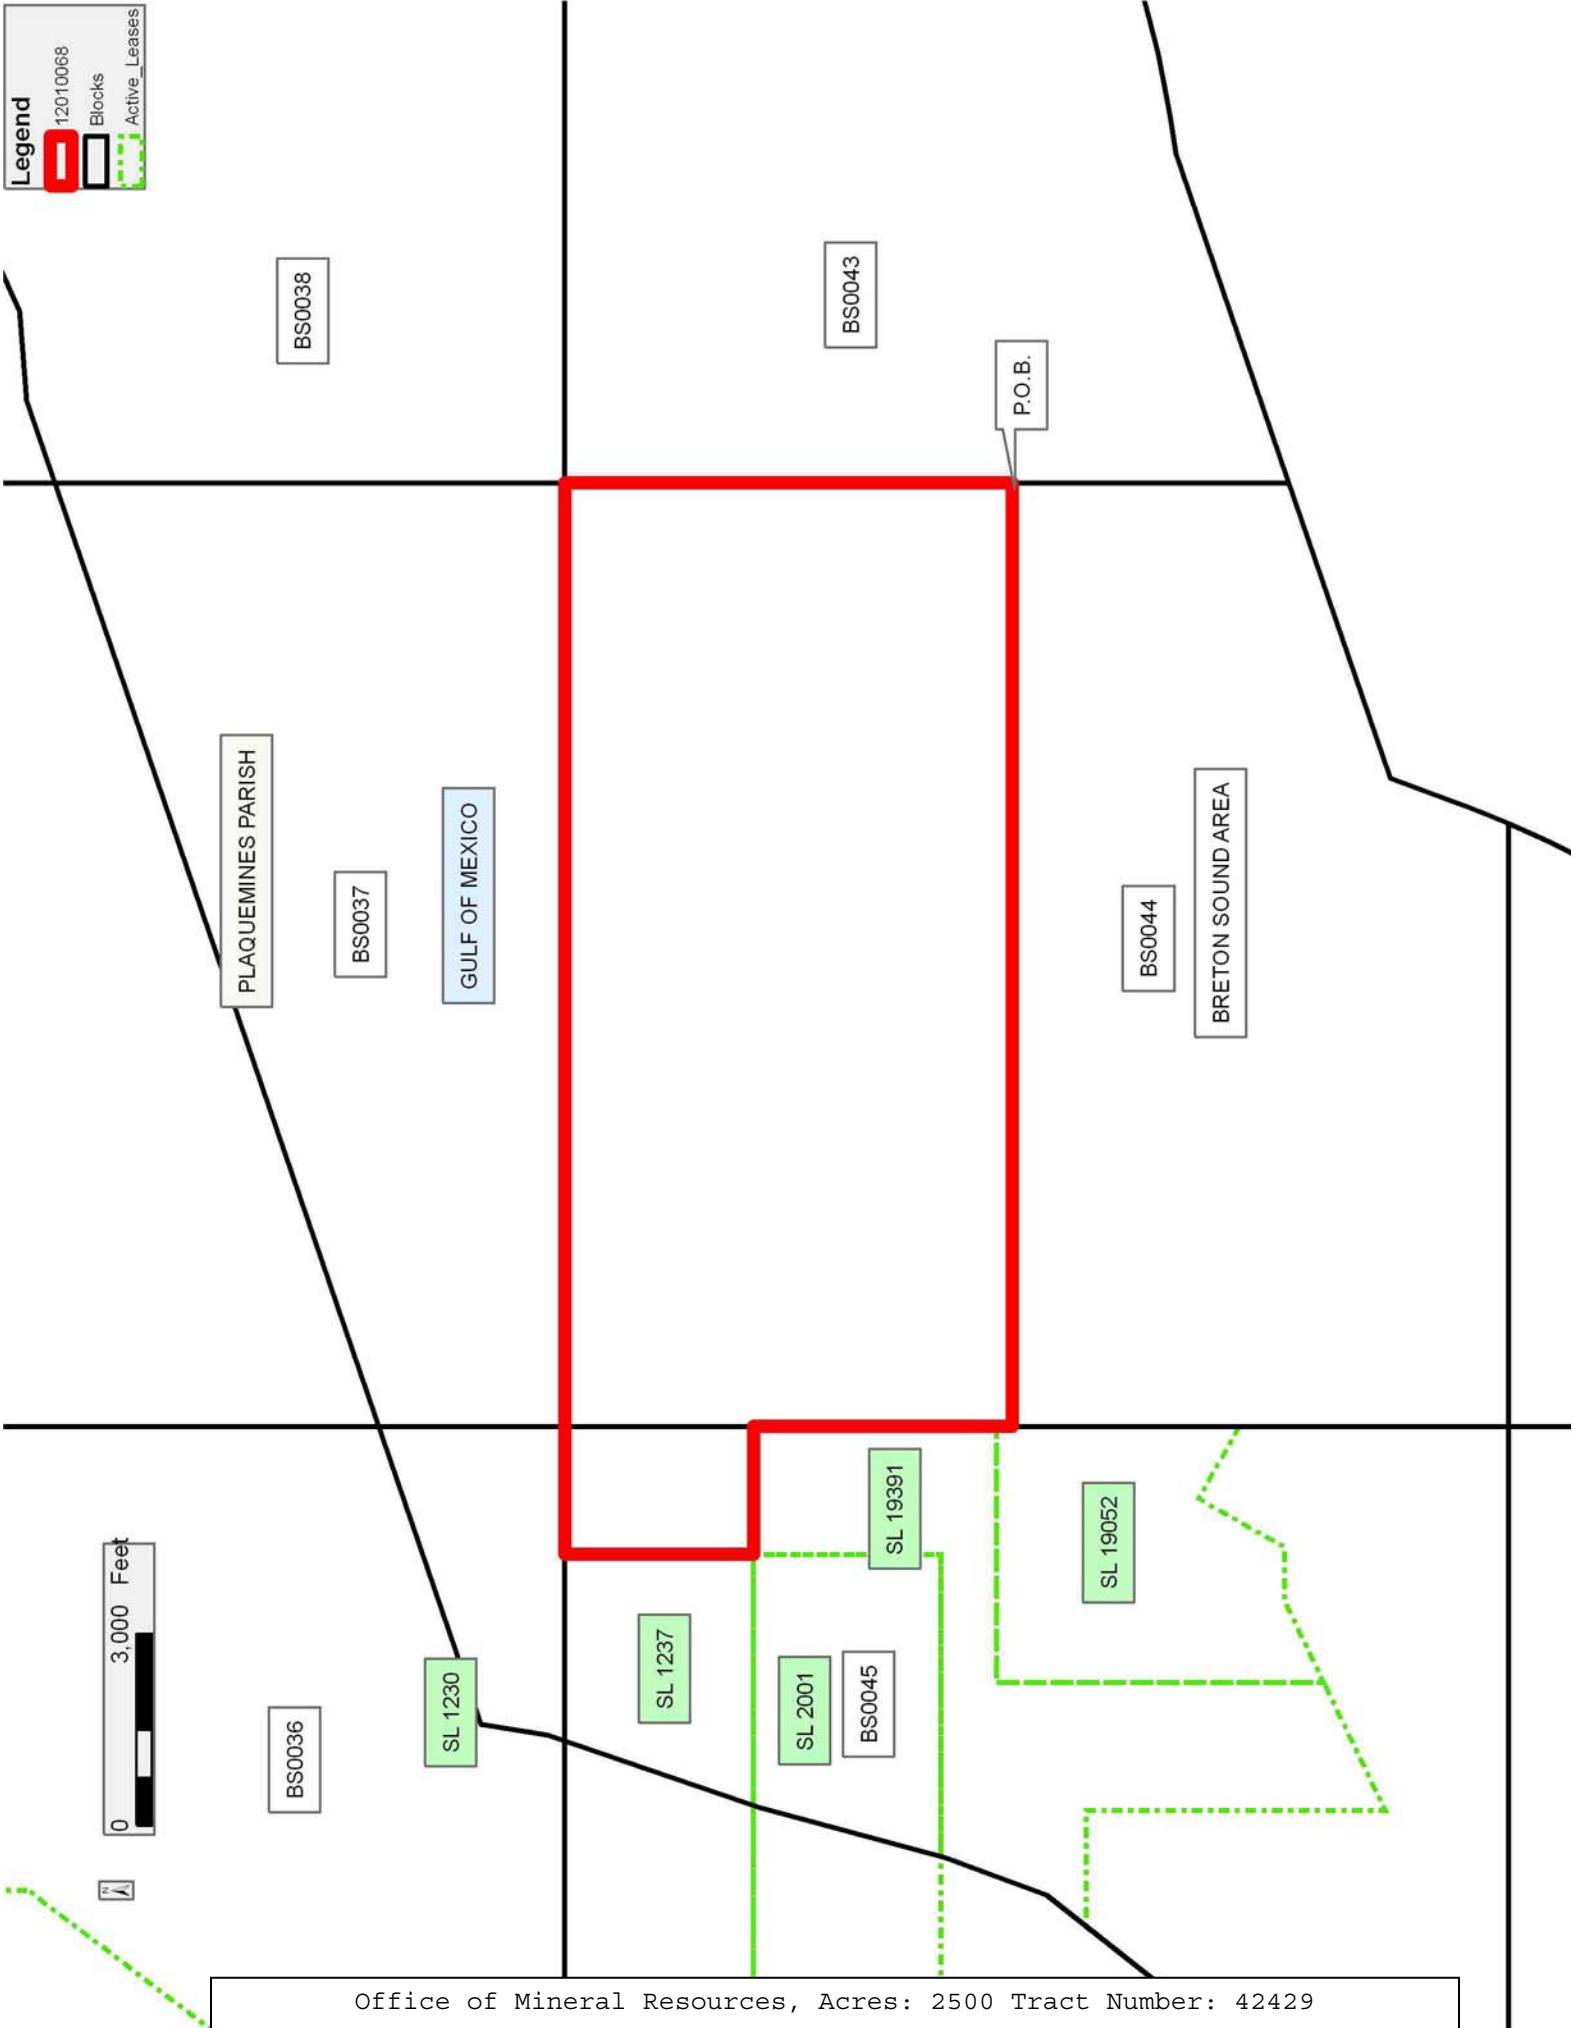 Legend
12010068
Blocks
Active_Leases
0 3,000 Feet
N
PLAQUEMINES PARISH
BS0036
BS0037
BS0038
SL 1230
GULF OF MEXICO
SL 1237
SL 2001
BS0045
SL 19391
BS0043
P.O.B.
SL 19052
BS0044
BRETON SOUND AREA
Office of Mineral Resources, Acres: 2500 Tract Number: 42429